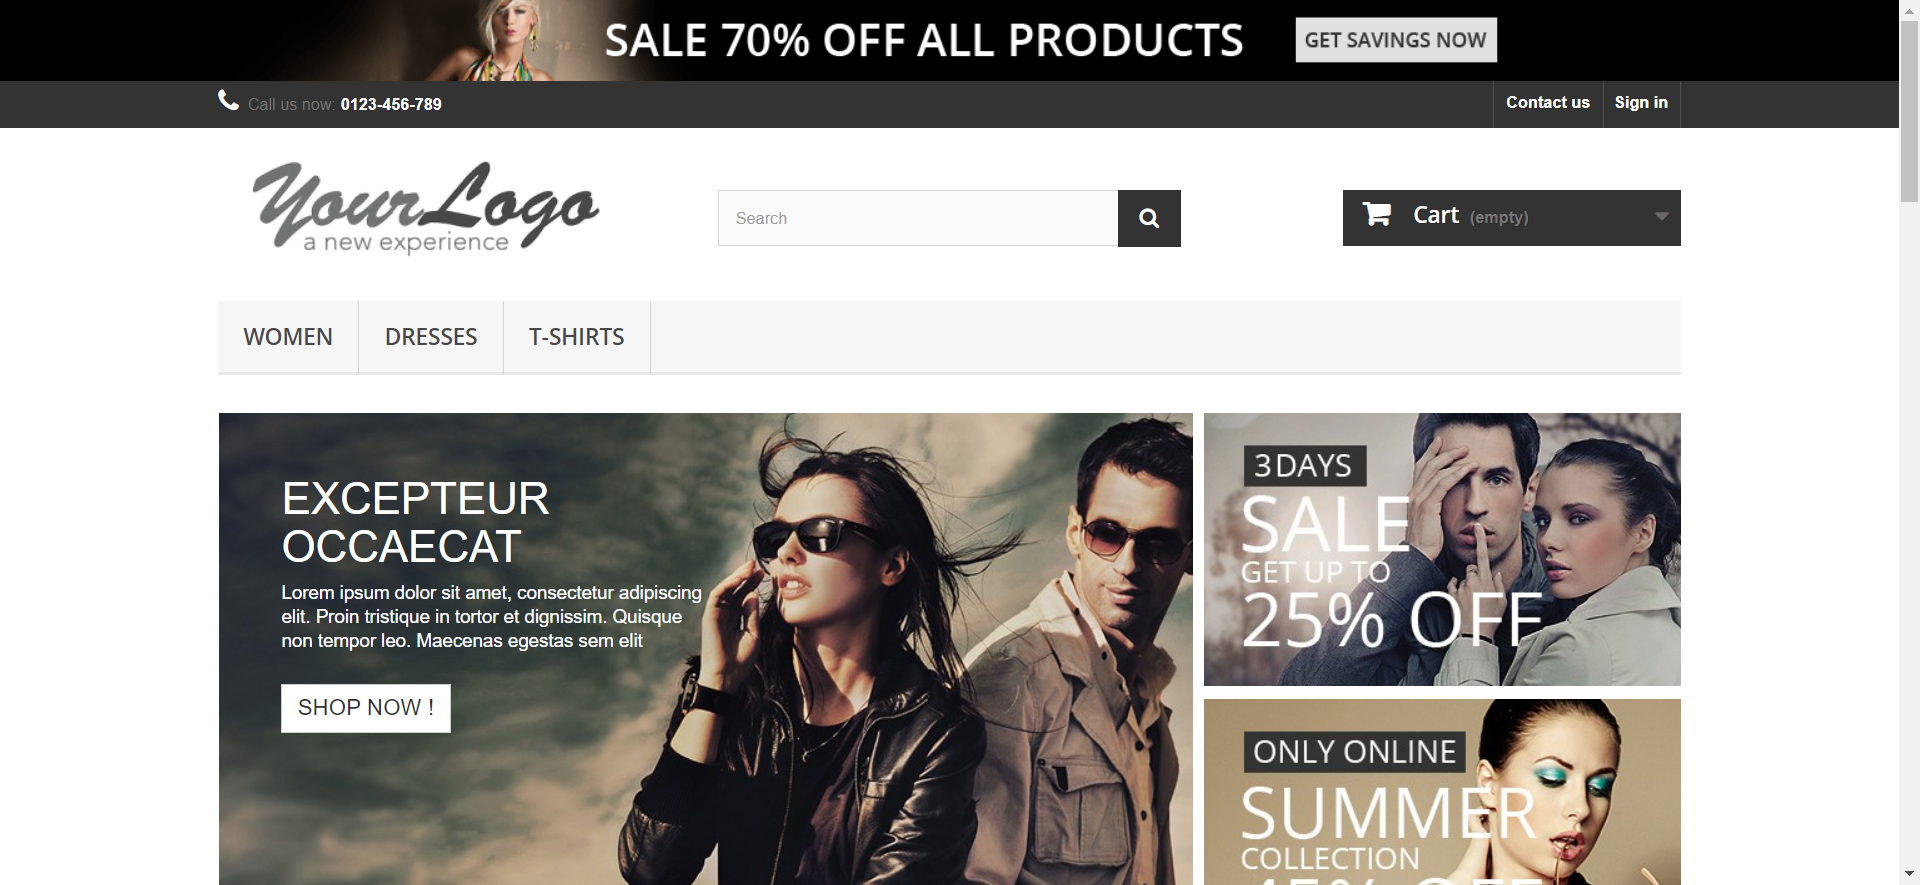 SALE 70% OFF ALL PRODUCTS
GET SAVINGS NOW
Call us now: 0123-456-789
Contact us
Sign in
YourLogo
a new experience
Search
Cart (empty)
WOMEN
DRESSES
T-SHIRTS
EXCEPTEUR
OCCAECAT
Lorem ipsum dolor sit amet, consectetur adipiscing
elit. Proin tristique in tortor et dignissim. Quisque
non tempor leo. Maecenas egestas sem elit
SHOP NOW !
3 DAYS
SALE
GET UP TO
25% OFF
ONLY ONLINE
SUMMER
COLLECTION